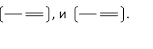 (— ═), и (— ═).